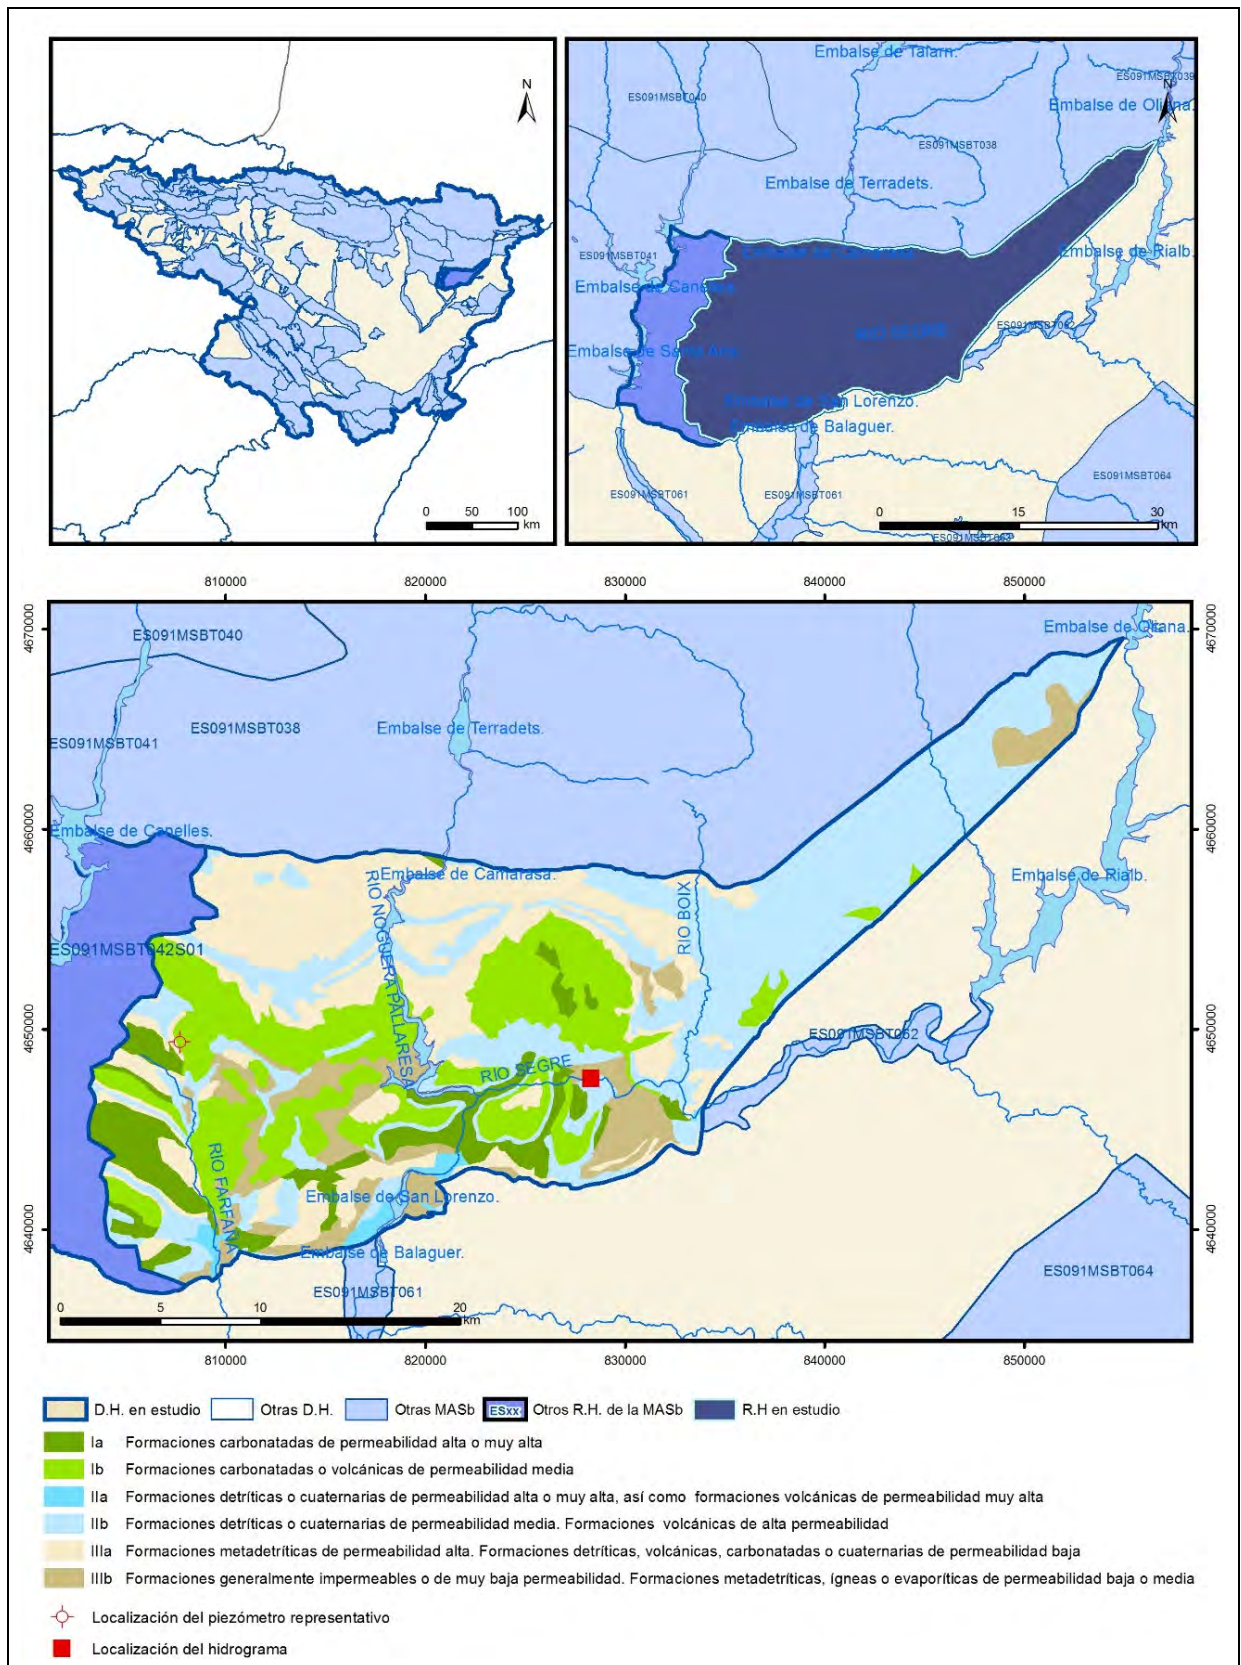 N
0 50 100
km
Embalse de Talarn.
ES091MSBT039
N
ES091MSBT040
Embalse de Oliana.
ES091MSBT038
Embalse de Terradets.
ES091MSBT041
Embalse de Camarasa.
Embalse de Rialb.
Embalse de Canelles.
ES091MSBT062
RIO SEGRE
Embalse de Santa Ana.
Embalse de San Lorenzo.
Embalse de Balaguer.
ES091MSBT064
ES091MSBT061
ES091MSBT061
0 15 30
km
ES091MSBT063
810000 820000 830000 840000 850000
4670000
4670000
ES091MSBT040
Embalse de Oliana.
ES091MSBT038
Embalse de Terradets.
ES091MSBT041
4660000
Embalse de Canelles.
4660000
Embalse de Camarasa.
Embalse de Rialb.
RIO NOGUERA PALLARESA
RIO BOIX
ES091MSBT042S01
4650000
ES091MSBT062
4650000
RIO SEGRE
RIO FARFAÑA
Embalse de San Lorenzo.
4640000
4640000
Embalse de Balaguer.
ES091MSBT064
ES091MSBT061
0 5 10 20
km
810000 820000 830000 840000 850000
D.H. en estudio Otras D.H. Otras MASb ESxx Otros R.H. de la MASb R.H en estudio
Ia Formaciones carbonatadas de permeabilidad alta o muy alta
Ib Formaciones carbonatadas o volcánicas de permeabilidad media
IIa Formaciones detríticas o cuaternarias de permeabilidad alta o muy alta, así como formaciones volcánicas de permeabilidad muy alta
IIb Formaciones detríticas o cuaternarias de permeabilidad media. Formaciones volcánicas de alta permeabilidad
IIIa Formaciones metadetríticas de permeabilidad alta. Formaciones detríticas, volcánicas, carbonatadas o cuaternarias de permeabilidad baja
IIIb Formaciones generalmente impermeables o de muy baja permeabilidad. Formaciones metadetríticas, ígneas o evaporíticas de permeabilidad baja o media
Localización del piezómetro representativo
Localización del hidrograma